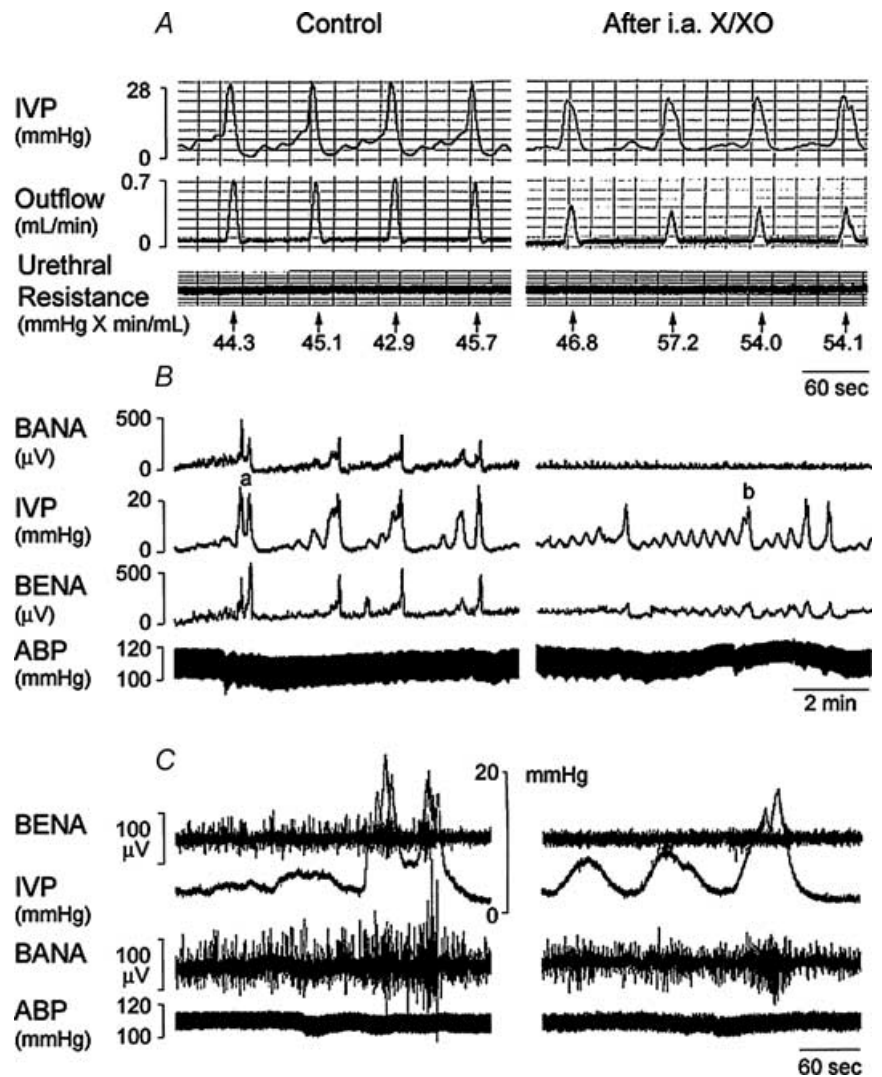 A Control After i.a. X/XO
IVP
(mmHg)
28
0
Outflow
(mL/min)
0.7
0
Urethral
Resistance
(mmHg X min/mL)
44.3 45.1 42.9 45.7 46.8 57.2 54.0 54.1
60 sec
B
BANA
(µV)
500
0
a b
IVP
(mmHg)
20
0
BENA
(µV)
500
0
ABP
(mmHg)
120
100
2 min
C
20 mmHg
0
BENA
100
µV
IVP
(mmHg)
BANA
100
µV
ABP
(mmHg)
120
100
60 sec